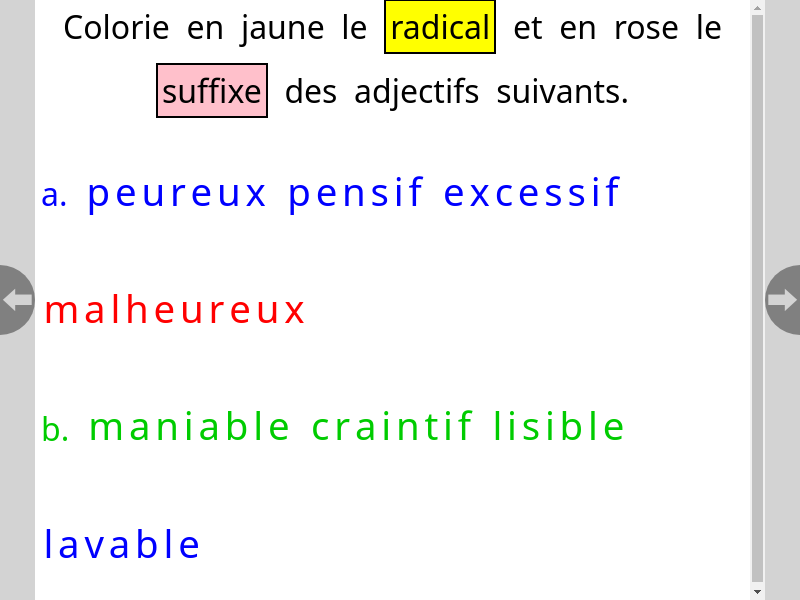 Colorie en jaune le radical et en rose le
suffixe des adjectifs suivants.
a. peureux pensif excessif
malheureux
b. maniable craintif lisible
lavable